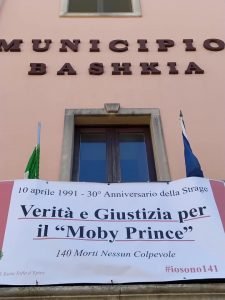 MUNICIPIO
BASHKIA
10 aprile 1991 - 30° Anniversario della Strage
Verità e Giustizia per
il "Moby Prince"
140 Morti Nessun Colpevole
#iosono141